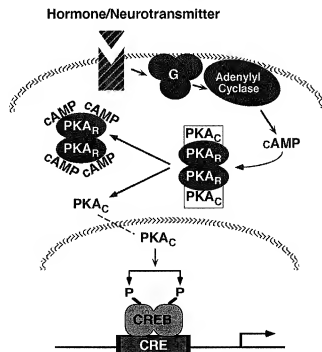 Hormone/Neurotransmitter
G
Adenylyl
Cyclase
cAMP cAMP
PKAR
PKAR
cAMP cAMP
PKAC
PKAR
PKAR
PKAC
cAMP
PKAC
PKAC
P P
CREB
CRE